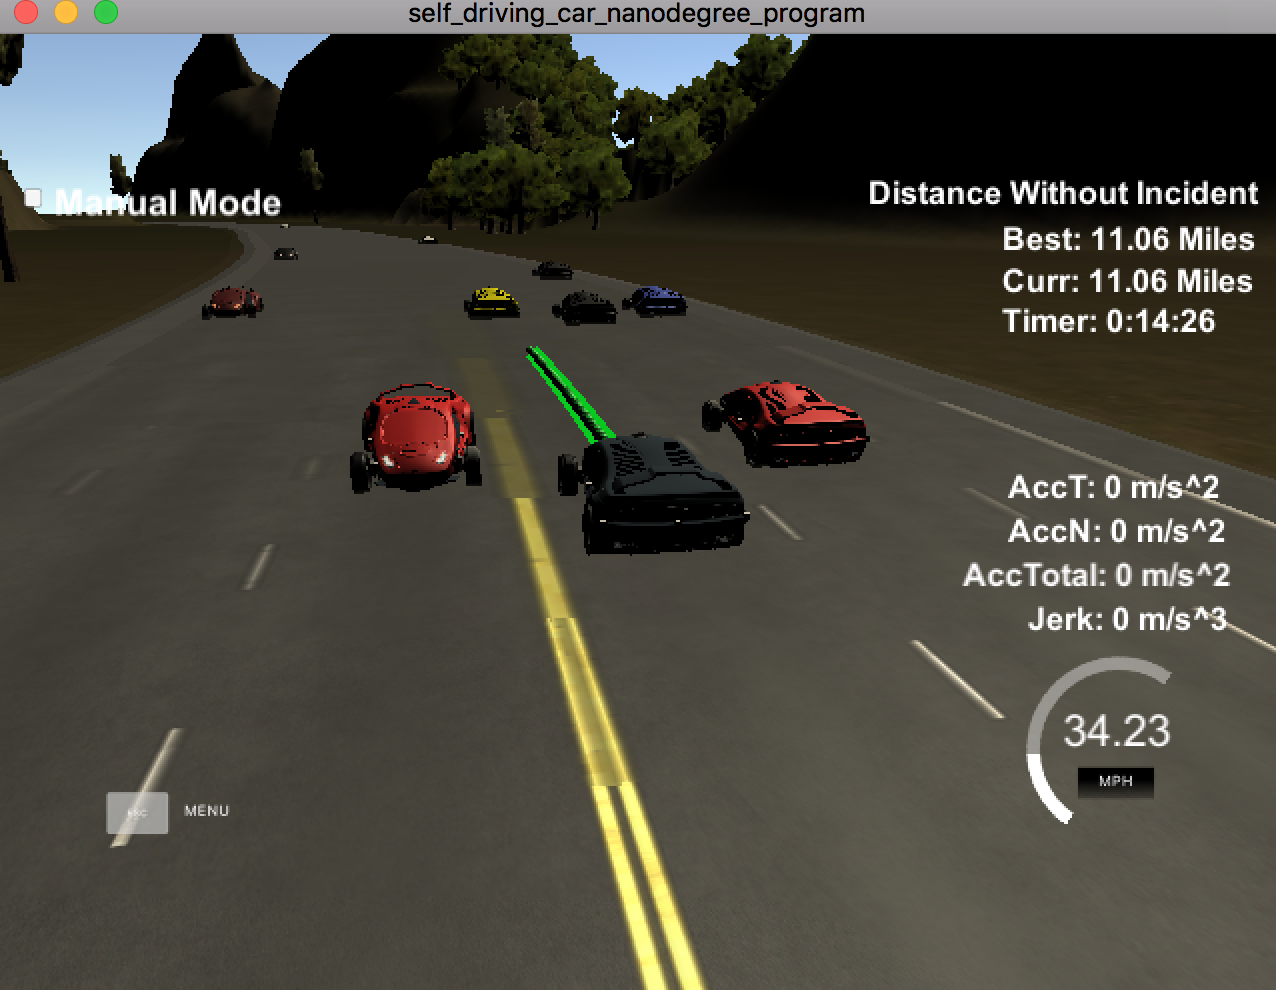 self_driving_car_nanodegree_program
Manual Mode
Distance Without Incident
Best: 11.06 Miles
Curr: 11.06 Miles
Timer: 0:14:26
AccT: 0 m/s^2
AccN: 0 m/s^2
AccTotal: 0 m/s^2
Jerk: 0 m/s^3
34.23
MPH
ESC MENU